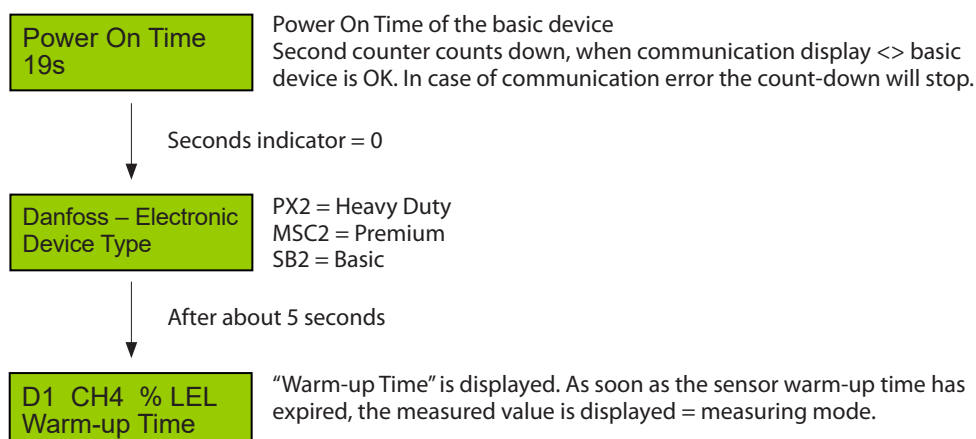 Power On Time
19s
Power On Time of the basic device
Second counter counts down, when communication display <> basic
device is OK. In case of communication error the count-down will stop.
Seconds indicator = 0
Danfoss – Electronic
Device Type
PX2 = Heavy Duty
MSC2 = Premium
SB2 = Basic
After about 5 seconds
D1 CH4 % LEL
Warm-up Time
“Warm-up Time” is displayed. As soon as the sensor warm-up time has
expired, the measured value is displayed = measuring mode.